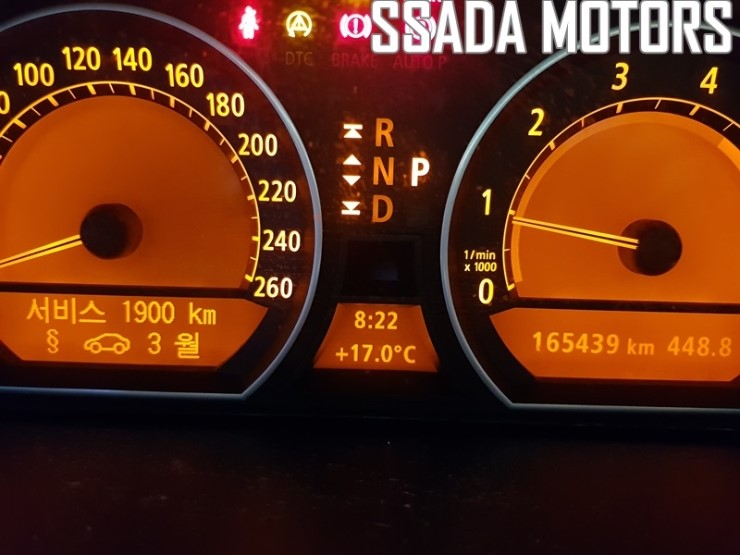 SSADA MOTORS
DTC BRAKE AUTO P
100 120 140 160 180 200 220 240 260
R
N P
D
1/min
x 1000
0 1 2 3 4
서비스 1900 km
§ 3 월
8:22
+17.0°C
165439 km 448.8